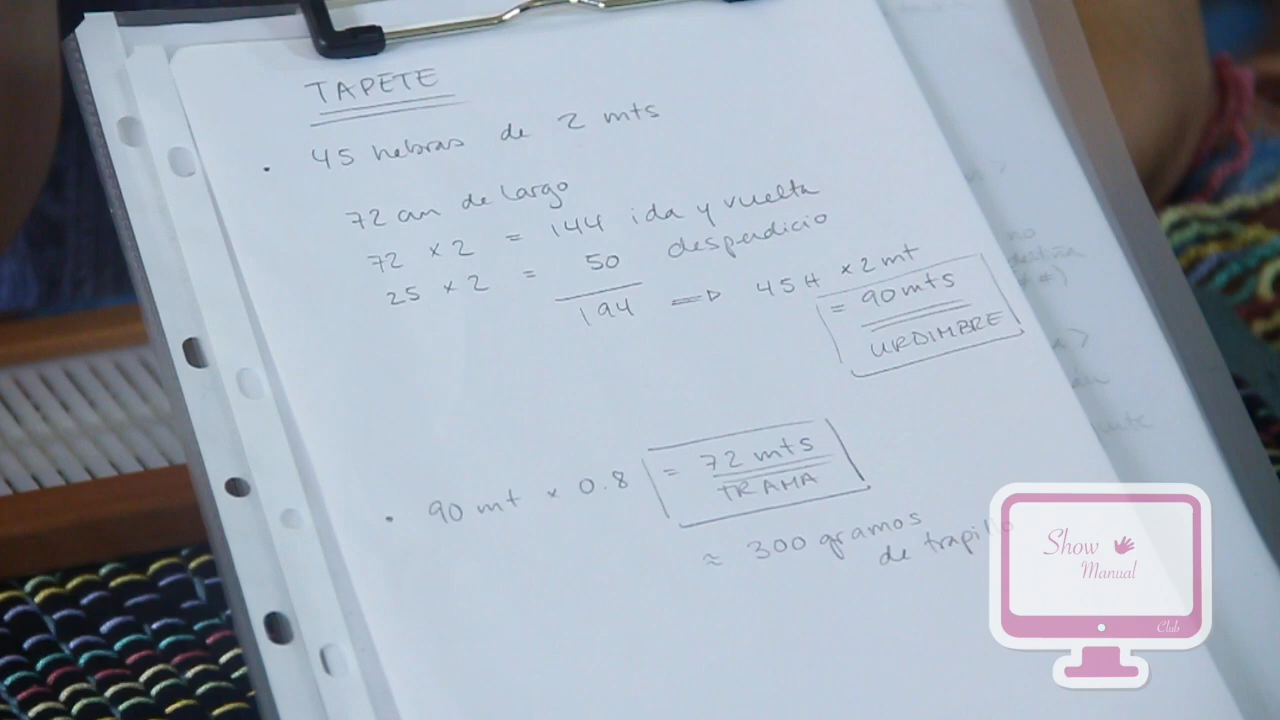 TAPETE
• 45 hebras de 2 mts
72 cm de largo
72 x 2 = 144 ida y vuelta
25 x 2 = 50 desperdicio
194 ⇒ 45 H x 2 mt
= 90 mts
URDIMBRE
• 90 mt x 0.8 = 72 mts
TRAMA
≈ 300 gramos
de trapillo
Show
Manual
Club